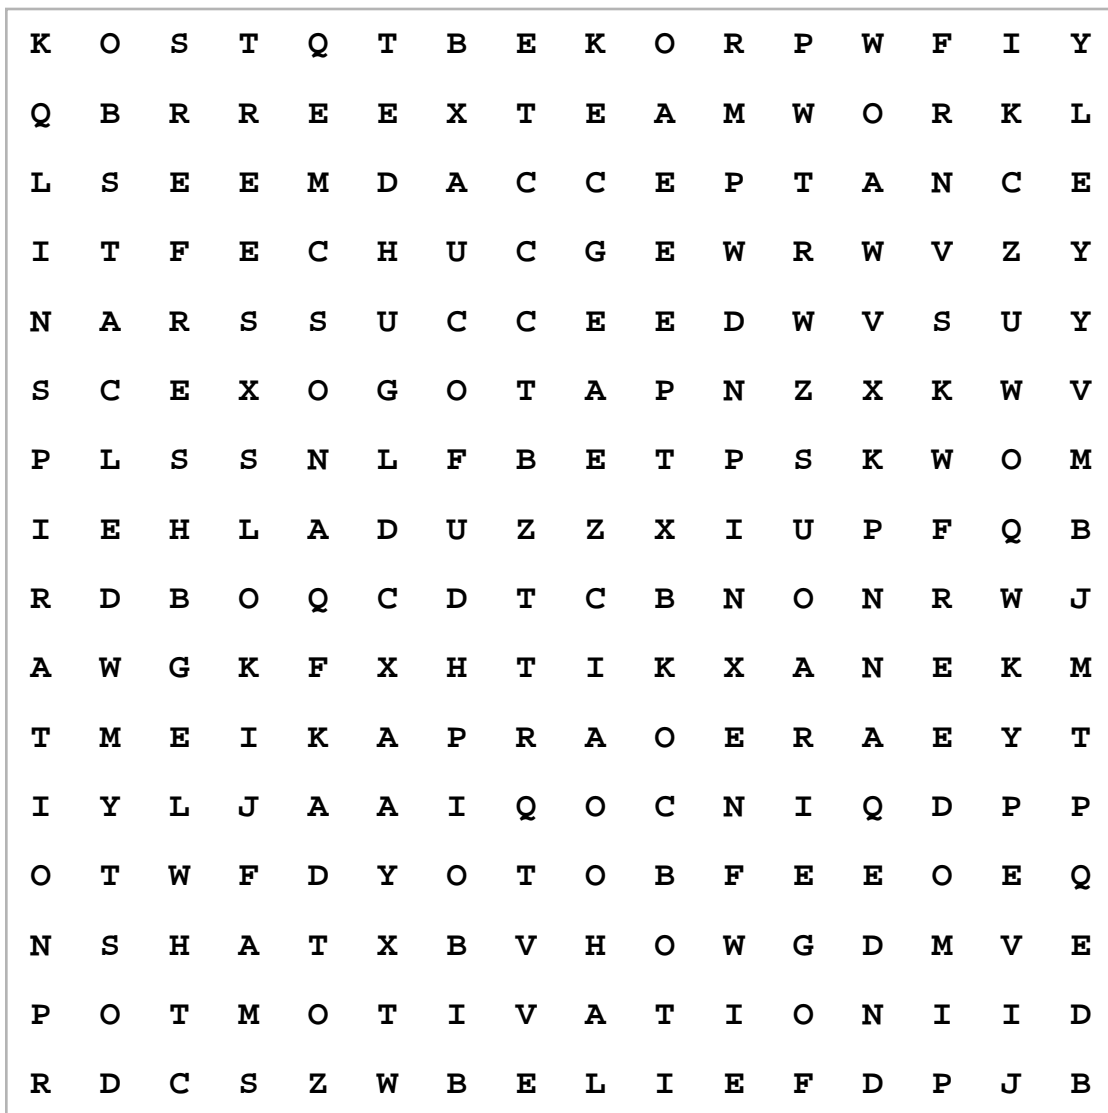 K O S T Q T B E K O R P W F I Y
Q B R R E E X T E A M W O R K L
L S E E M D A C C E P T A N C E
I T F E C H U C G E W R W V Z Y
N A R S S U C C E E D W V S U Y
S C E X O G O T A P N Z X K W V
P L S S N L F B E T P S K W O M
I E H L A D U Z Z X I U P F Q B
R D B O Q C D T C B N O N R W J
A W G K F X H T I K X A N E K M
T M E I K A P R A O E R A E Y T
I Y L J A A I Q O C N I Q D P P
O T W F D Y O T O B F E E O E Q
N S H A T X B V H O W G D M V E
P O T M O T I V A T I O N I I D
R D C S Z W B E L I E F D P J B